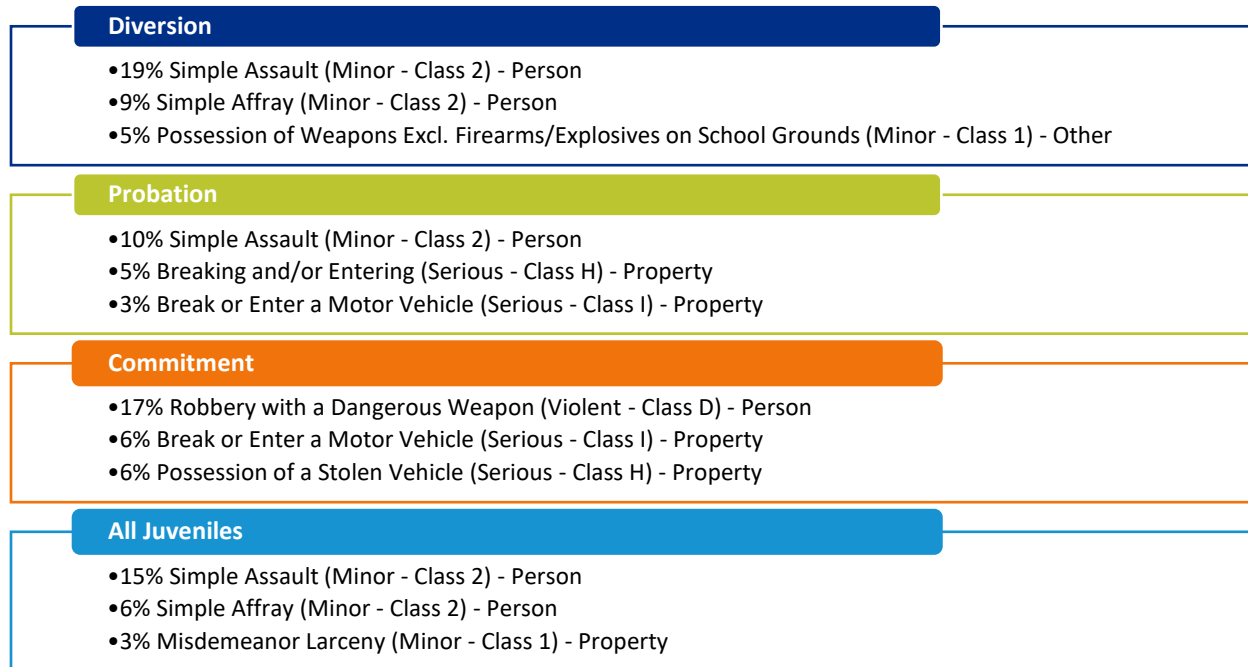 Diversion
•19% Simple Assault (Minor - Class 2) - Person
•9% Simple Affray (Minor - Class 2) - Person
•5% Possession of Weapons Excl. Firearms/Explosives on School Grounds (Minor - Class 1) - Other
Probation
•10% Simple Assault (Minor - Class 2) - Person
•5% Breaking and/or Entering (Serious - Class H) - Property
•3% Break or Enter a Motor Vehicle (Serious - Class I) - Property
Commitment
•17% Robbery with a Dangerous Weapon (Violent - Class D) - Person
•6% Break or Enter a Motor Vehicle (Serious - Class I) - Property
•6% Possession of a Stolen Vehicle (Serious - Class H) - Property
All Juveniles
•15% Simple Assault (Minor - Class 2) - Person
•6% Simple Affray (Minor - Class 2) - Person
•3% Misdemeanor Larceny (Minor - Class 1) - Property